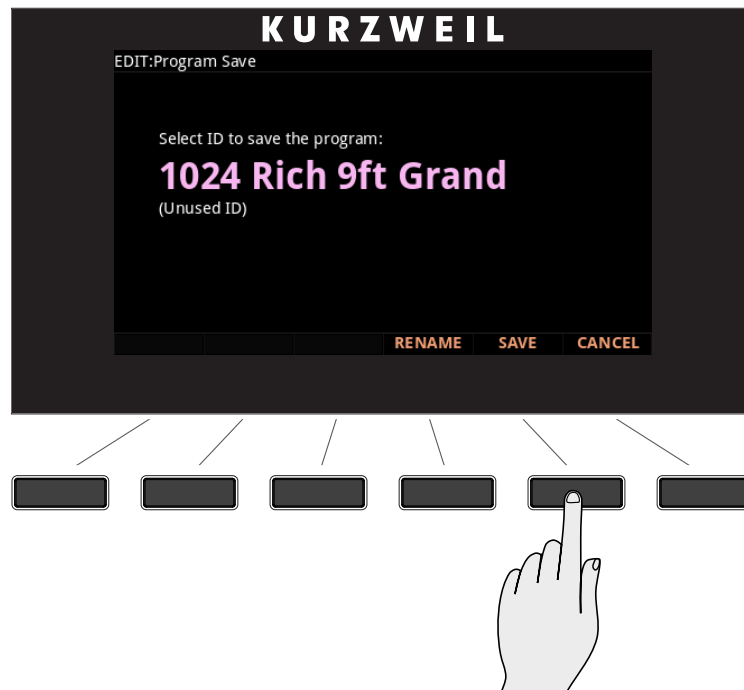 KURZWEIL
EDIT:Program Save
Select ID to save the program:
1024 Rich 9ft Grand
(Unused ID)
RENAME SAVE CANCEL